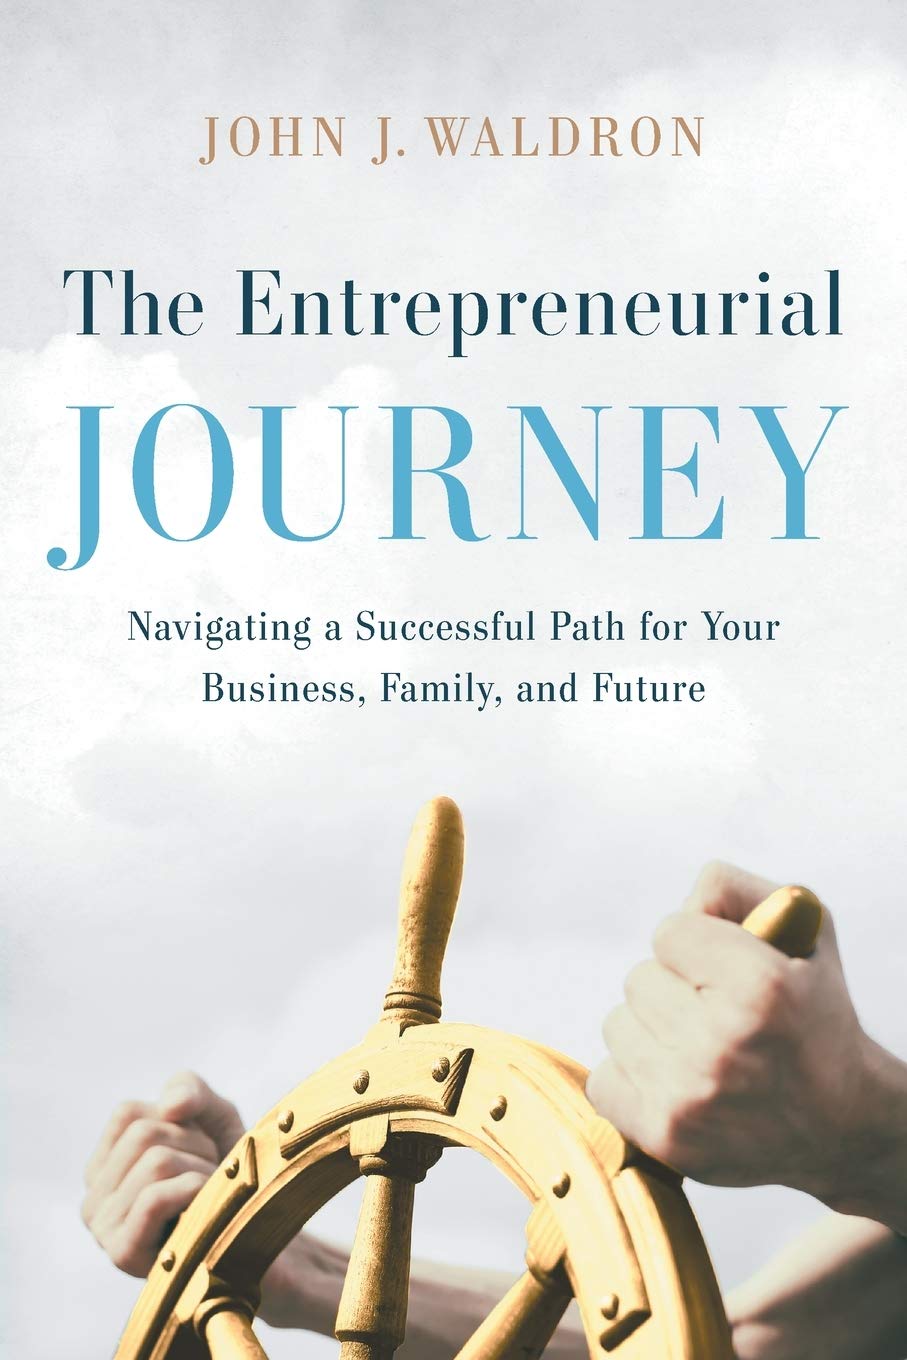 JOHN J. WALDRON
The Entrepreneurial
JOURNEY
Navigating a Successful Path for Your
Business, Family, and Future